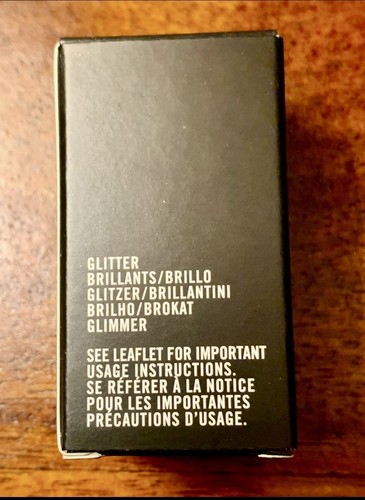 GLITTER
BRILLANTS/BRILLO
GLITZER/BRILLANTINI
BRILHO/BROKAT
GLIMMER
SEE LEAFLET FOR IMPORTANT
USAGE INSTRUCTIONS.
SE RÉFÉRER À LA NOTICE
POUR LES IMPORTANTES
PRÉCAUTIONS D'USAGE.